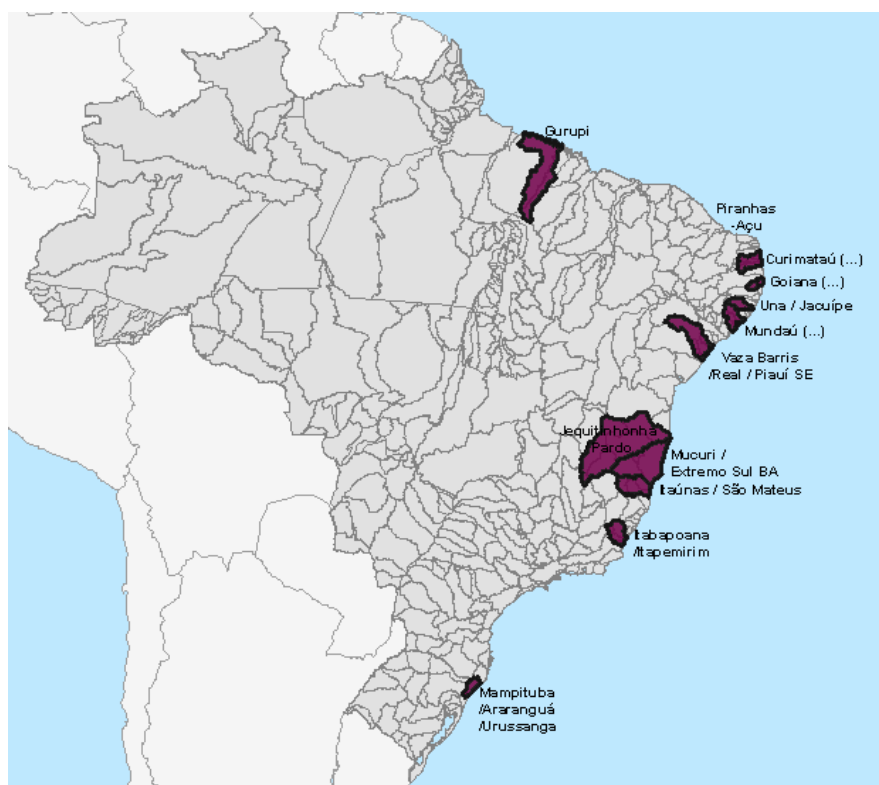 Gurupi
Piranhas
-Açu
Curimataú (...)
Goiana (...)
Una / Jacuípe
Mundaú (...)
Vaza Barris
/Real / Piauí SE
Jequitinhonha
/Pardo
Mucuri /
Extremo Sul BA
Itaúnas / São Mateus
Itabapoana
/Itapemirim
Mampituba
/Araranguá
/Urussanga